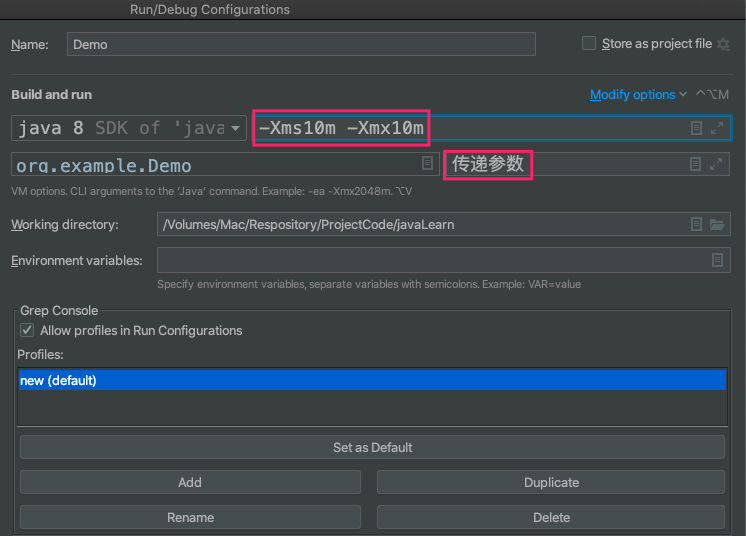 Run/Debug Configurations
Name: Demo Store as project file
Build and run Modify options ^⌥M
java 8 SDK of 'java -Xms10m -Xmx10m
org.example.Demo 传递参数
VM options. CLI arguments to the 'Java' command. Example: -ea -Xmx2048m. ⌥V
Working directory: /Volumes/Mac/Respository/ProjectCode/javaLearn
Environment variables:
Specify environment variables, separate variables with semicolons. Example: VAR=value
Grep Console
Allow profiles in Run Configurations
Profiles:
new (default)
Set as Default
Add Duplicate
Rename Delete